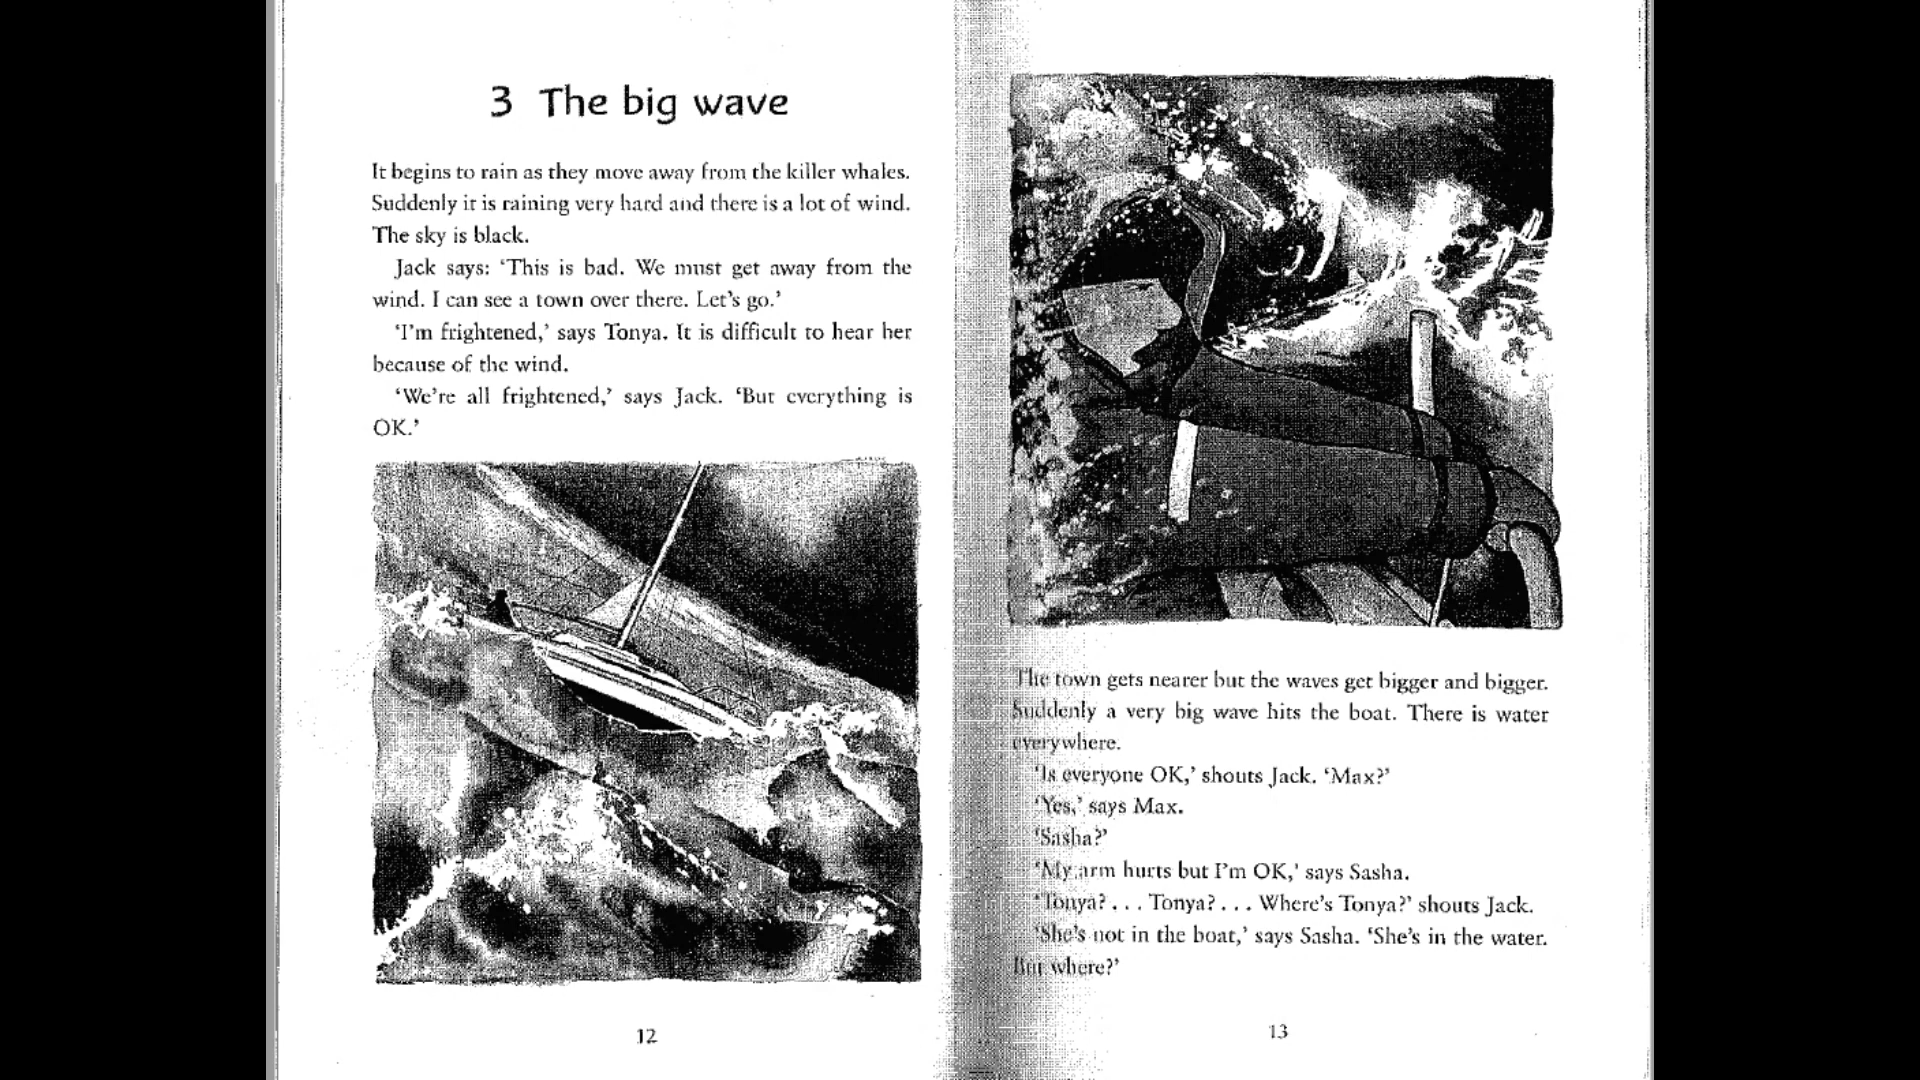 3 The big wave
It begins to rain as they move away from the killer whales.
Suddenly it is raining very hard and there is a lot of wind.
The sky is black.
Jack says: ‘This is bad. We must get away from the
wind. I can see a town over there. Let’s go.’
‘I’m frightened,’ says Tonya. It is difficult to hear her
because of the wind.
‘We’re all frightened,’ says Jack. ‘But everything is
OK.’
12
The town gets nearer but the waves get bigger and bigger.
Suddenly a very big wave hits the boat. There is water
everywhere.
‘Is everyone OK,’ shouts Jack. ‘Max?’
‘Yes,’ says Max.
‘Sasha?’
‘My arm hurts but I’m OK,’ says Sasha.
‘Tonya? . . . Tonya? . . . Where’s Tonya?’ shouts Jack.
‘She’s not in the boat,’ says Sasha. ‘She’s in the water.
But where?’
13